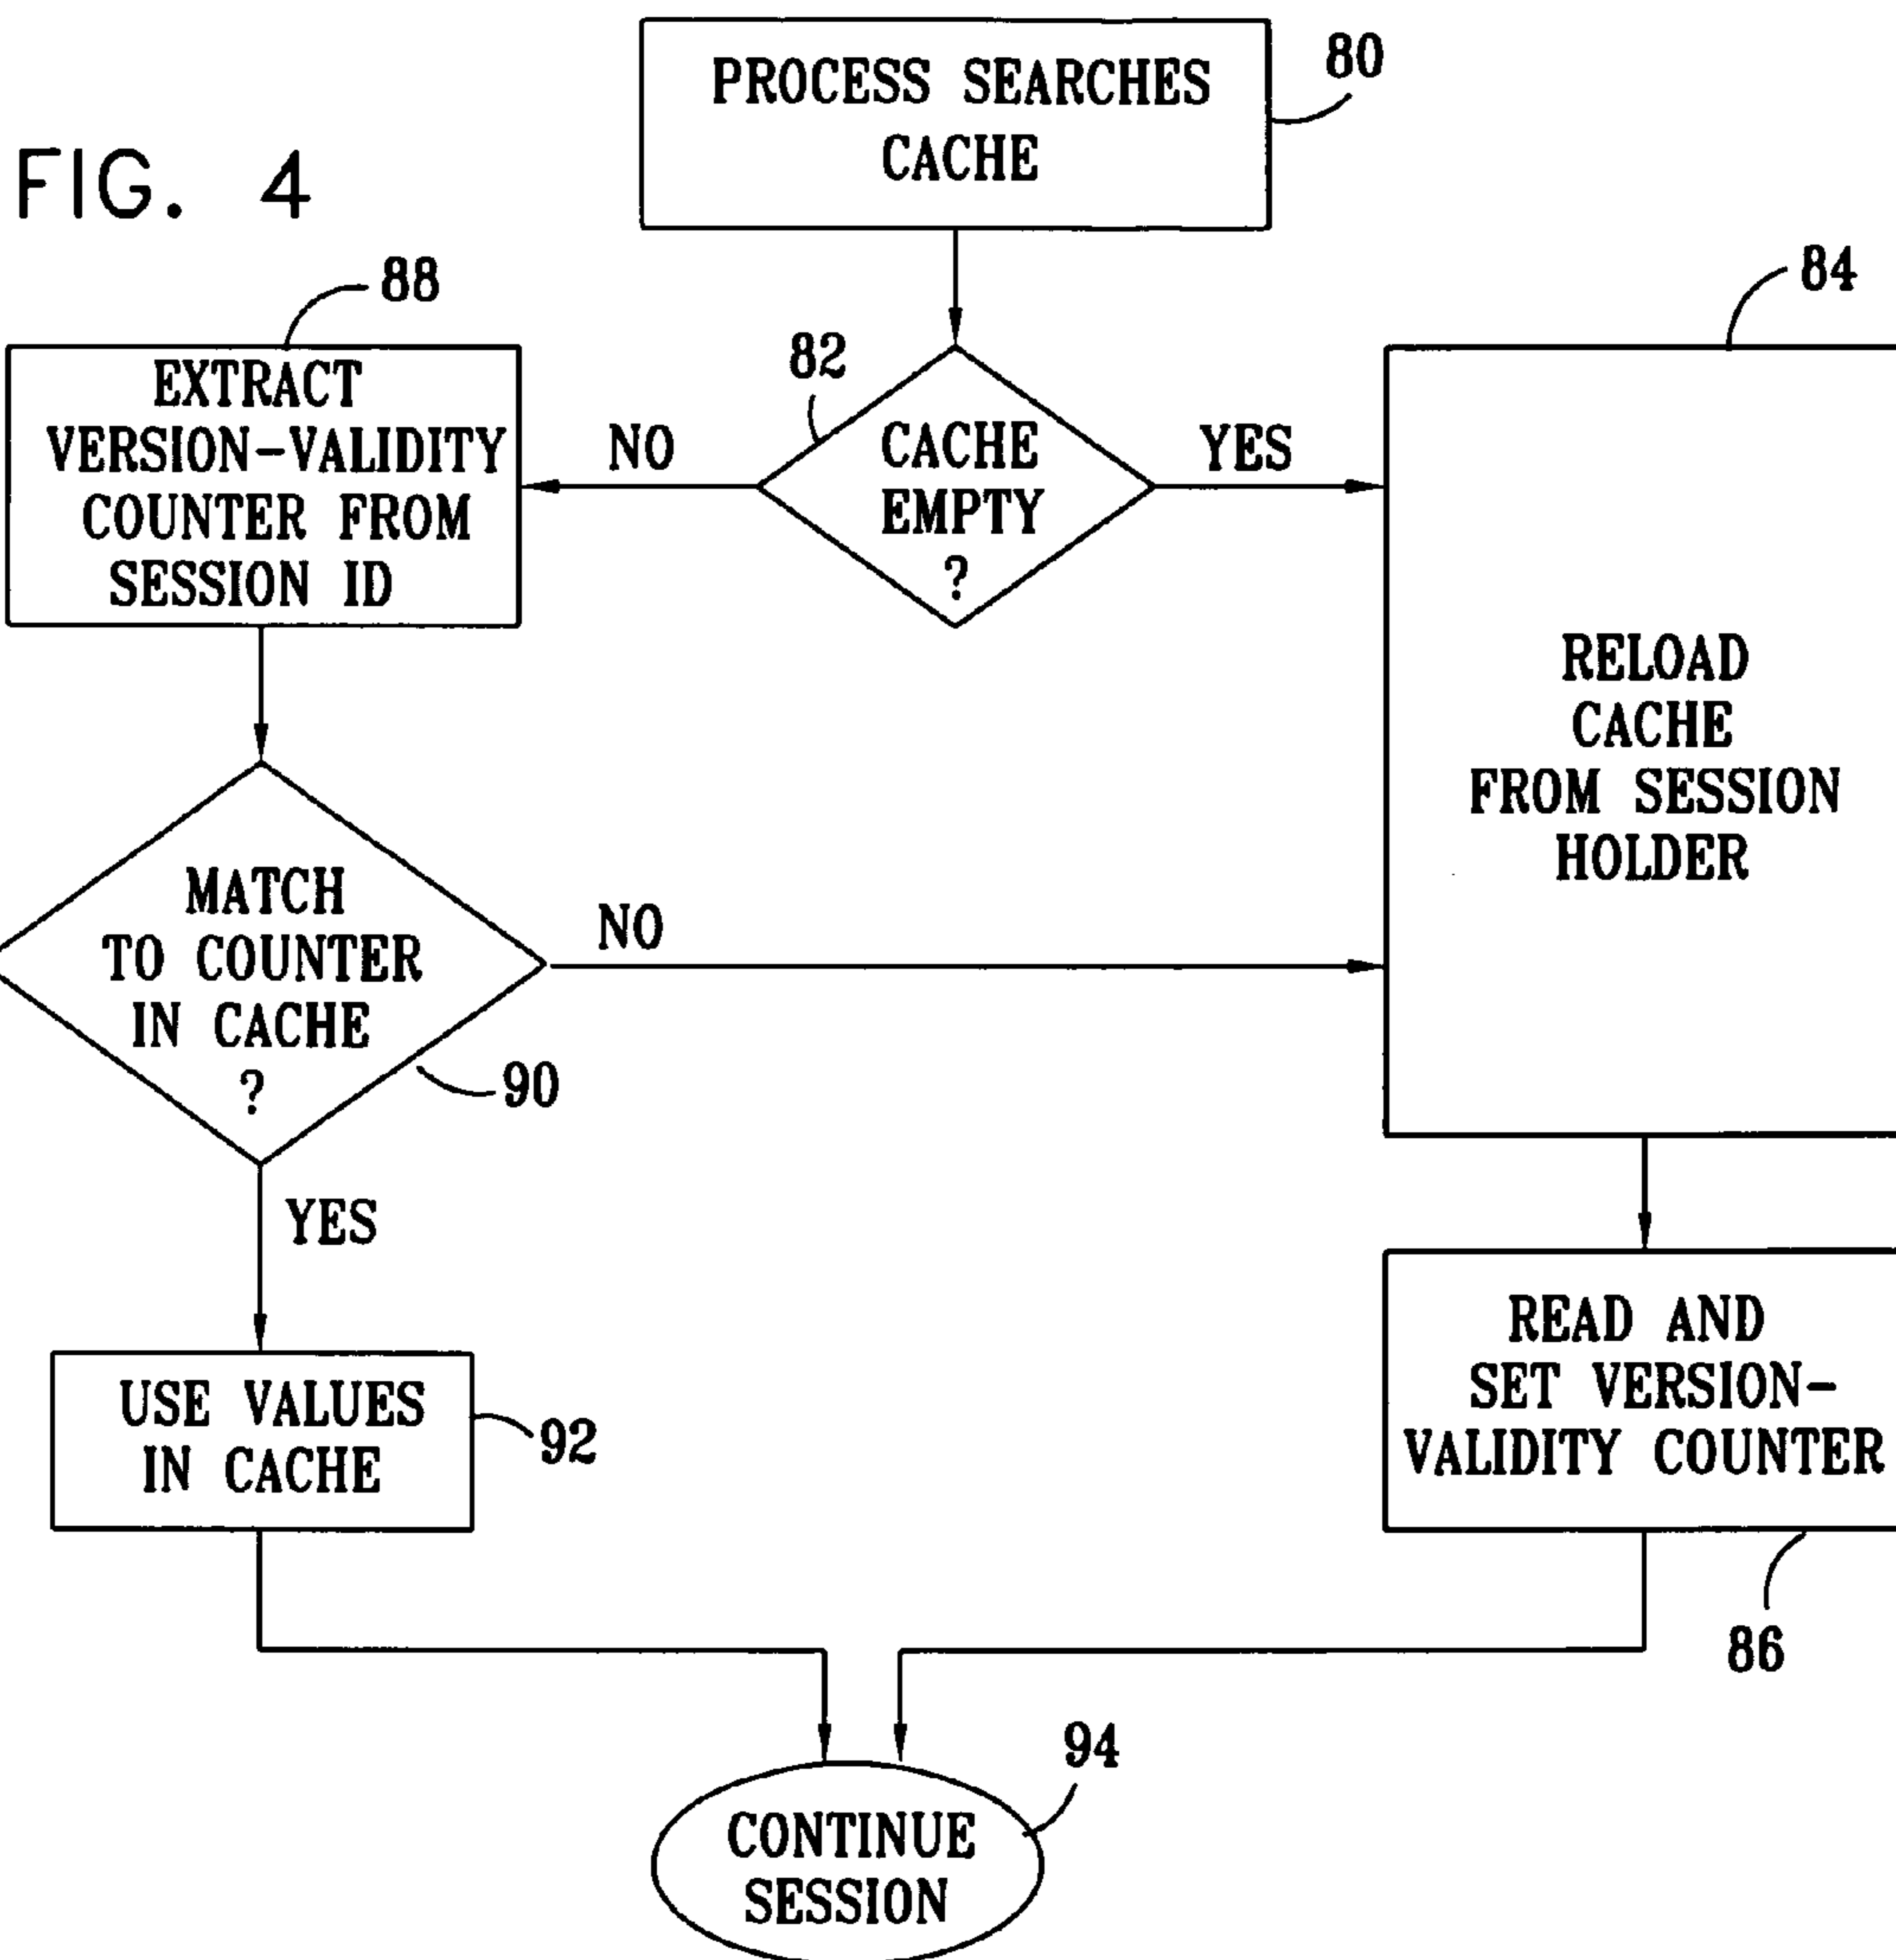 FIG. 4
PROCESS SEARCHES
CACHE
80
82
CACHE
EMPTY
?
NO
YES
88
EXTRACT
VERSION-VALIDITY
COUNTER FROM
SESSION ID
84
RELOAD
CACHE
FROM SESSION
HOLDER
MATCH
TO COUNTER
IN CACHE
?
90
NO
YES
USE VALUES
IN CACHE
92
READ AND
SET VERSION-
VALIDITY COUNTER
86
94
CONTINUE
SESSION